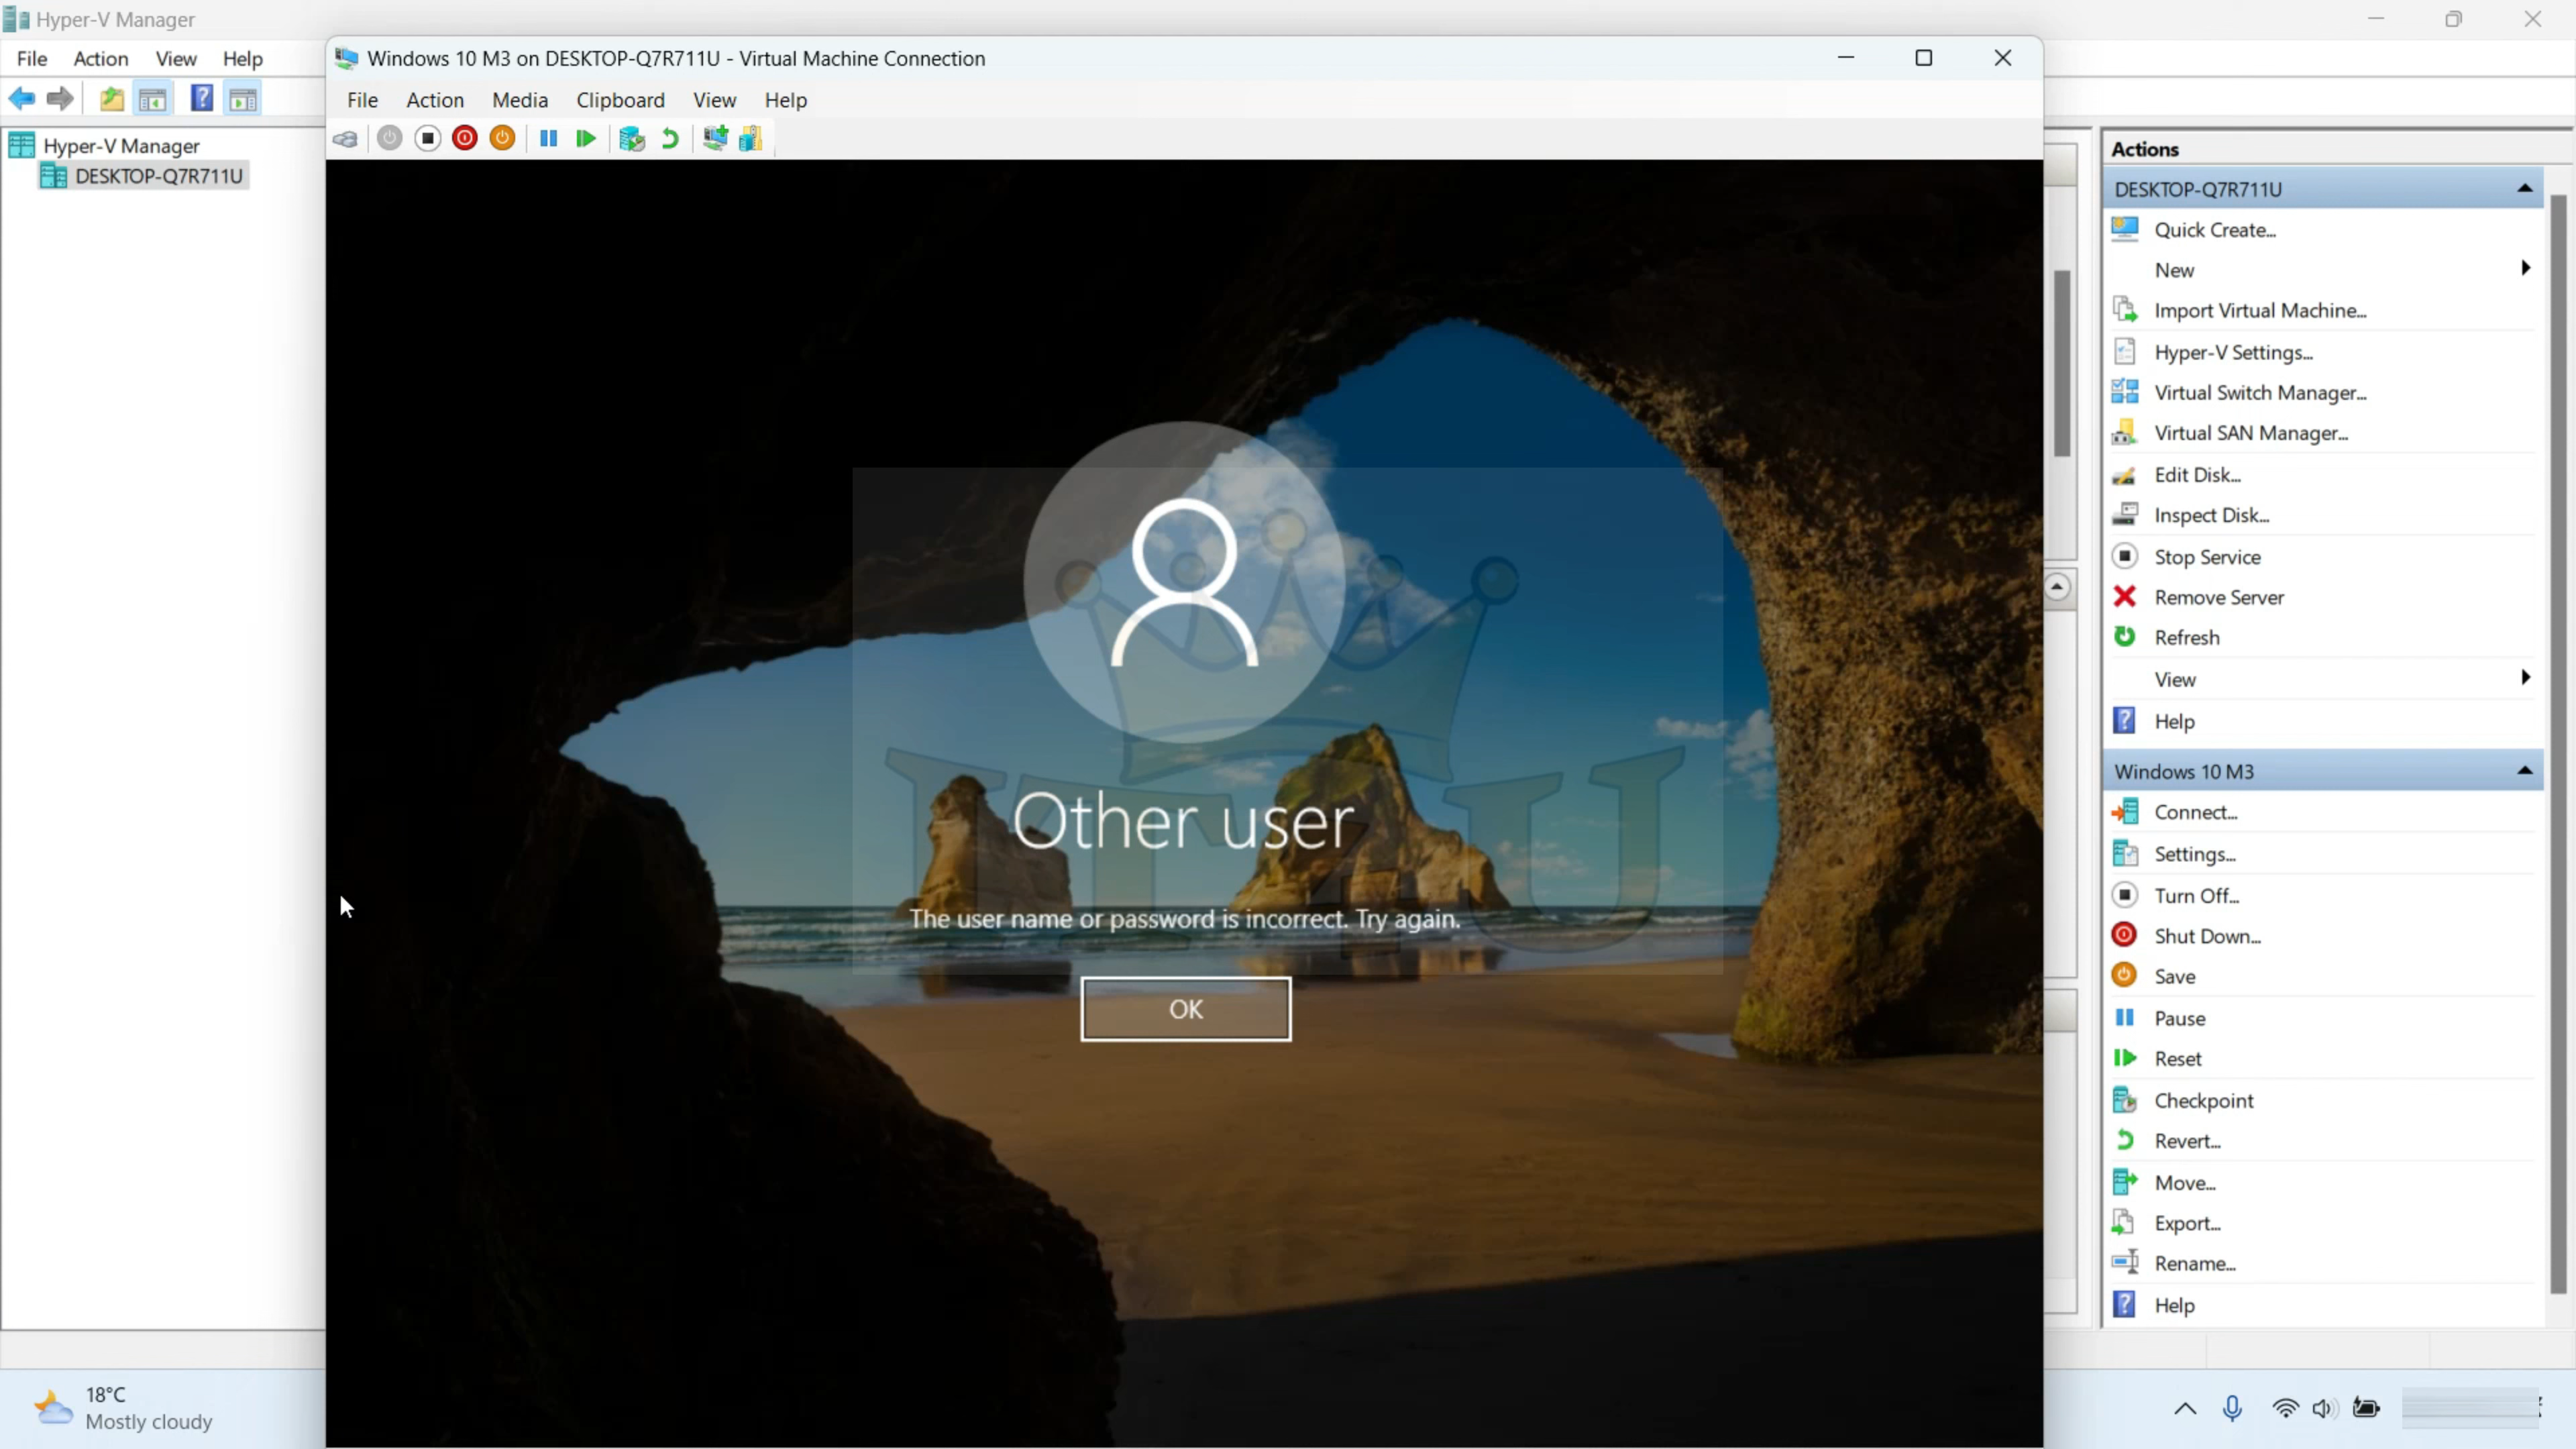 Hyper-V Manager
File Action View Help
Windows 10 M3 on DESKTOP-Q7R711U - Virtual Machine Connection
File Action Media Clipboard View Help
Hyper-V Manager
DESKTOP-Q7R711U
Other user
The user name or password is incorrect. Try again.
OK
IT4U
Actions
DESKTOP-Q7R711U
Quick Create...
New
Import Virtual Machine...
Hyper-V Settings...
Virtual Switch Manager...
Virtual SAN Manager...
Edit Disk...
Inspect Disk...
Stop Service
Remove Server
Refresh
View
Help
Windows 10 M3
Connect...
Settings...
Turn Off...
Shut Down...
Save
Pause
Reset
Checkpoint
Revert...
Move...
Export...
Rename...
Help
18°C
Mostly cloudy